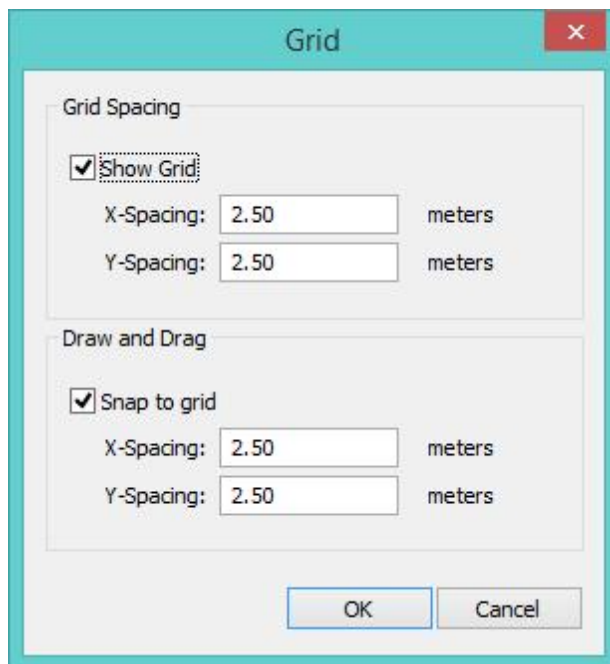 Grid
Grid Spacing
Show Grid
X-Spacing: 2.50 meters
Y-Spacing: 2.50 meters
Draw and Drag
Snap to grid
X-Spacing: 2.50 meters
Y-Spacing: 2.50 meters
OK Cancel